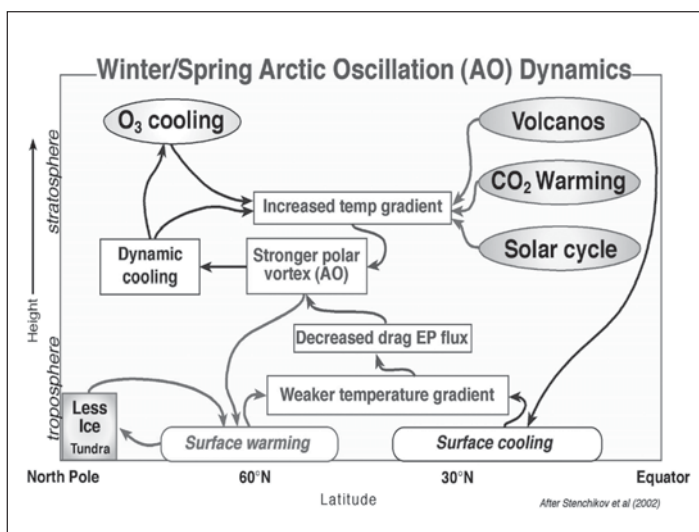 Winter/Spring Arctic Oscillation (AO) Dynamics
O₃ cooling
Volcanos
CO₂ Warming
Solar cycle
Increased temp gradient
Dynamic
cooling
Stronger polar
vortex (AO)
Decreased drag EP flux
Weaker temperature gradient
Less
Ice
Tundra
Surface warming
Surface cooling
stratosphere
Height
troposphere
North Pole
60°N
30°N
Equator
Latitude
After Stenchikov et al (2002)